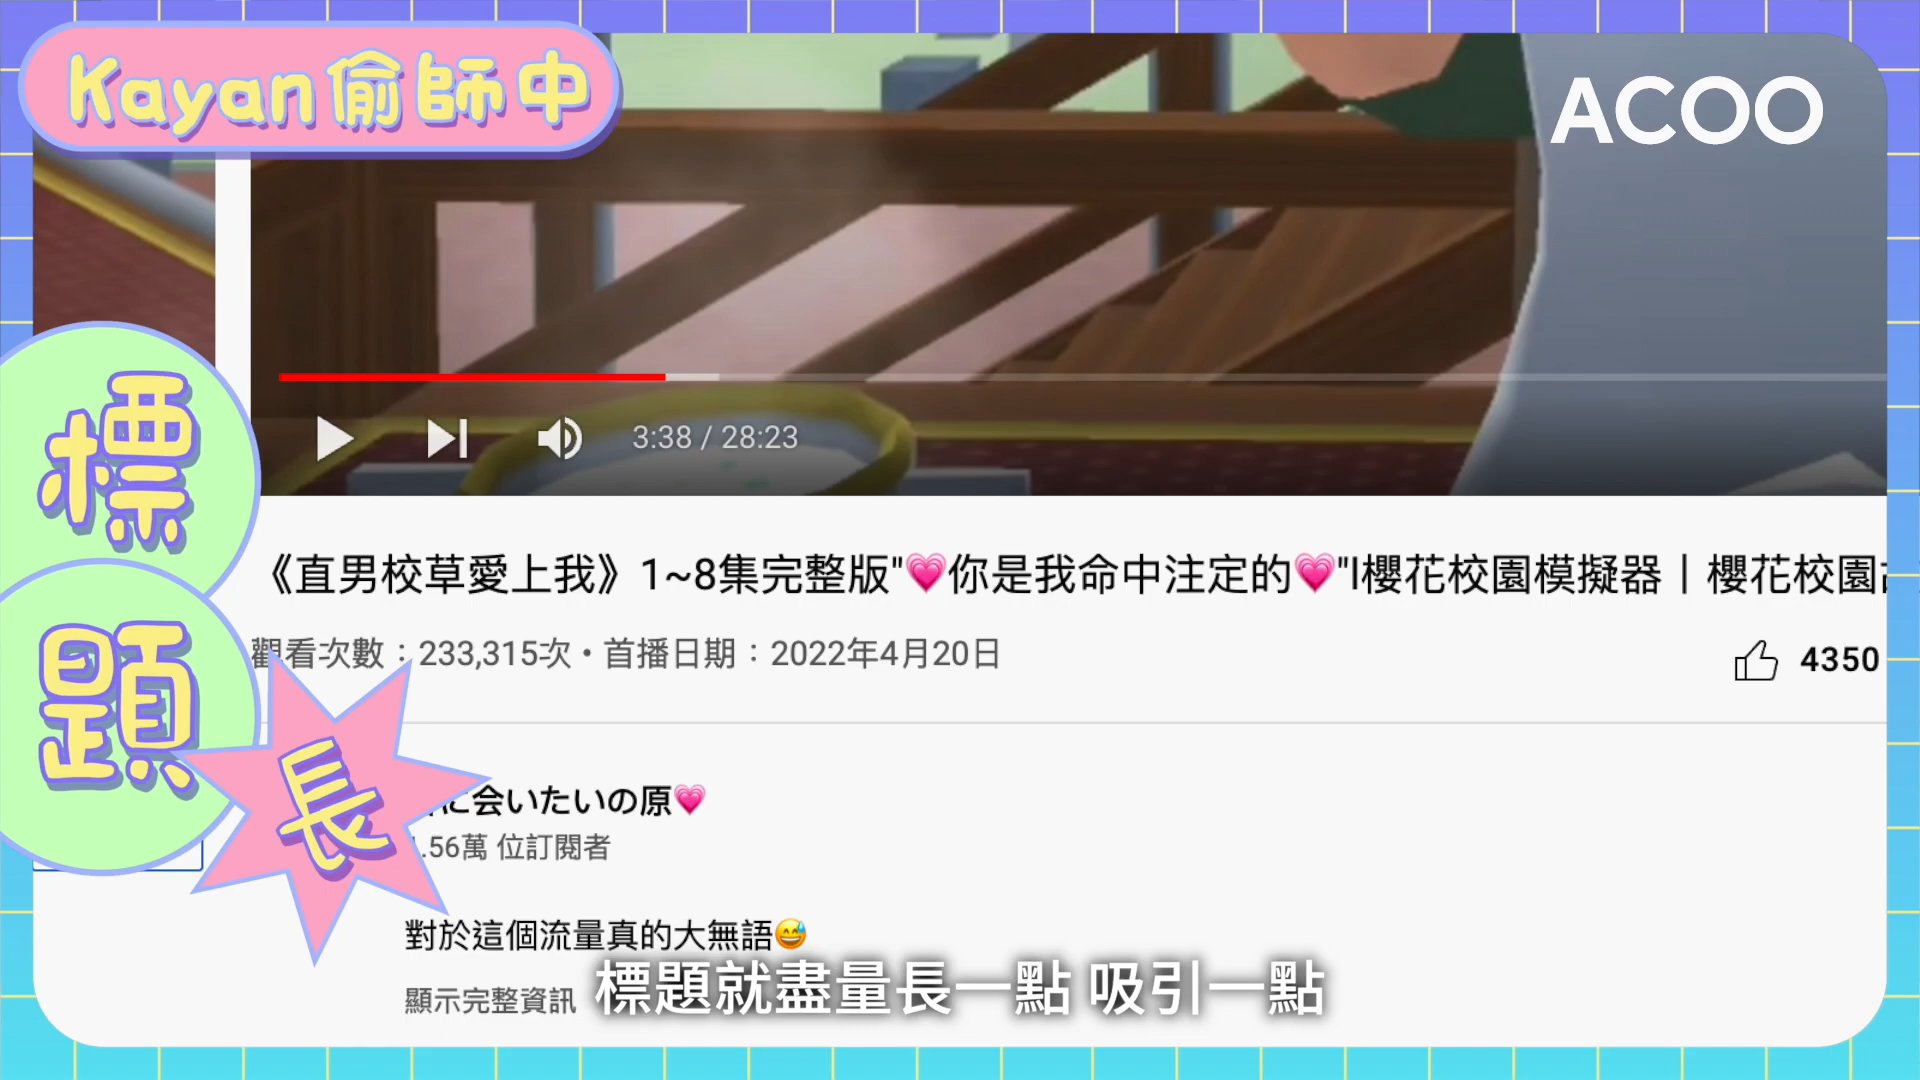 Kayan偷師中
ACOO
3:38 / 28:23
標題
長
《直男校草愛上我》1~8集完整版"💗你是我命中注定的💗"I櫻花校園模擬器丨櫻花校園
觀看次數：233,315次・首播日期：2022年4月20日
4350
に会いたいの原💗
.56萬 位訂閱者
對於這個流量真的大無語😅
顯示完整資訊
標題就盡量長一點 吸引一點